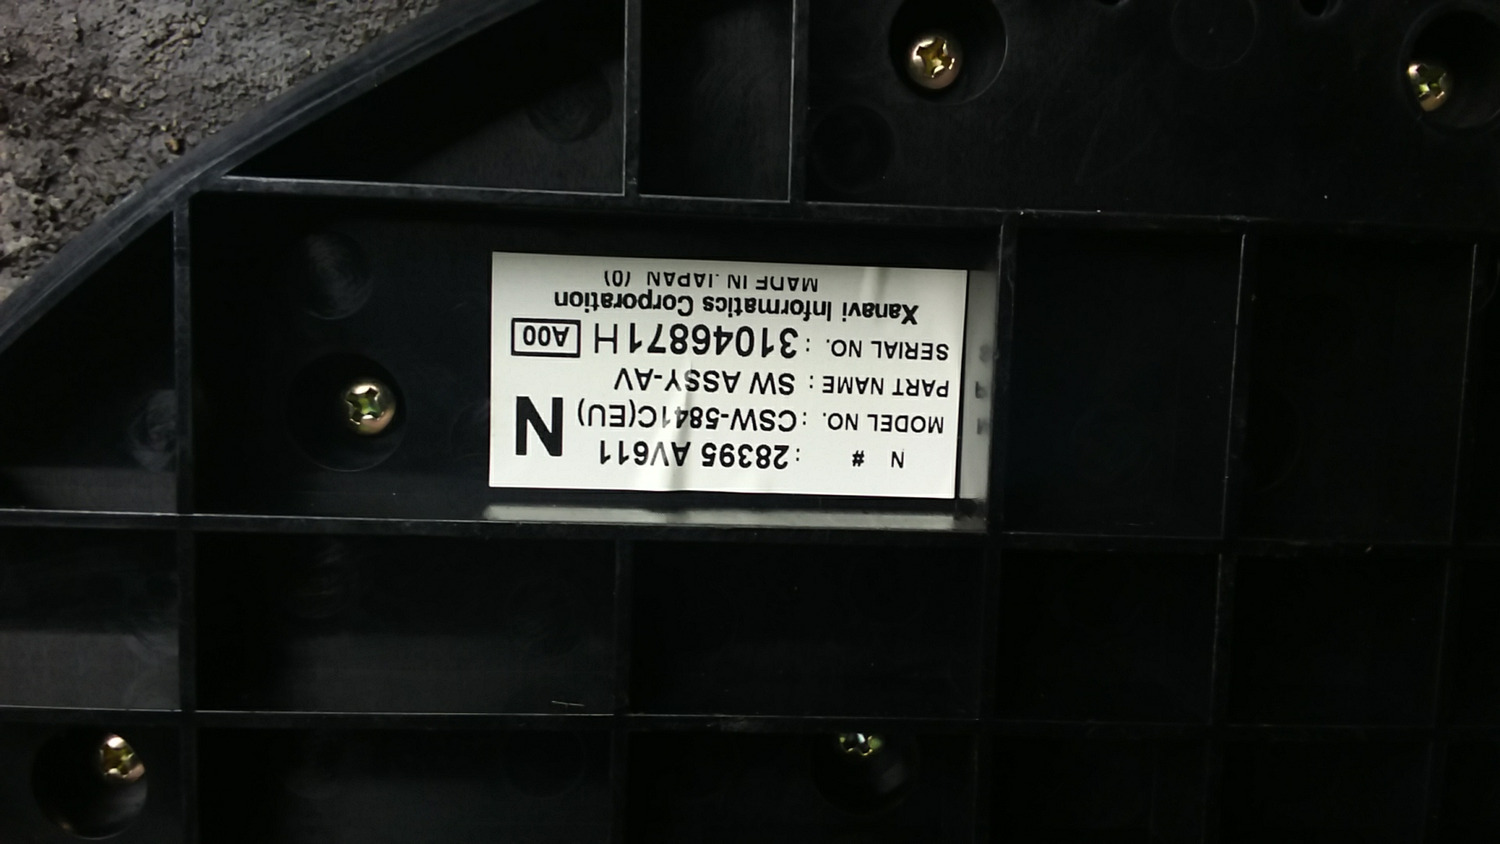 N # : 28395 AV611
MODEL NO. : CSW-5841C(EU) N
PART NAME : SW ASSY-AV
SERIAL NO. : 31046871H A00
Xanavi Informatics Corporation
MADE IN JAPAN (0)